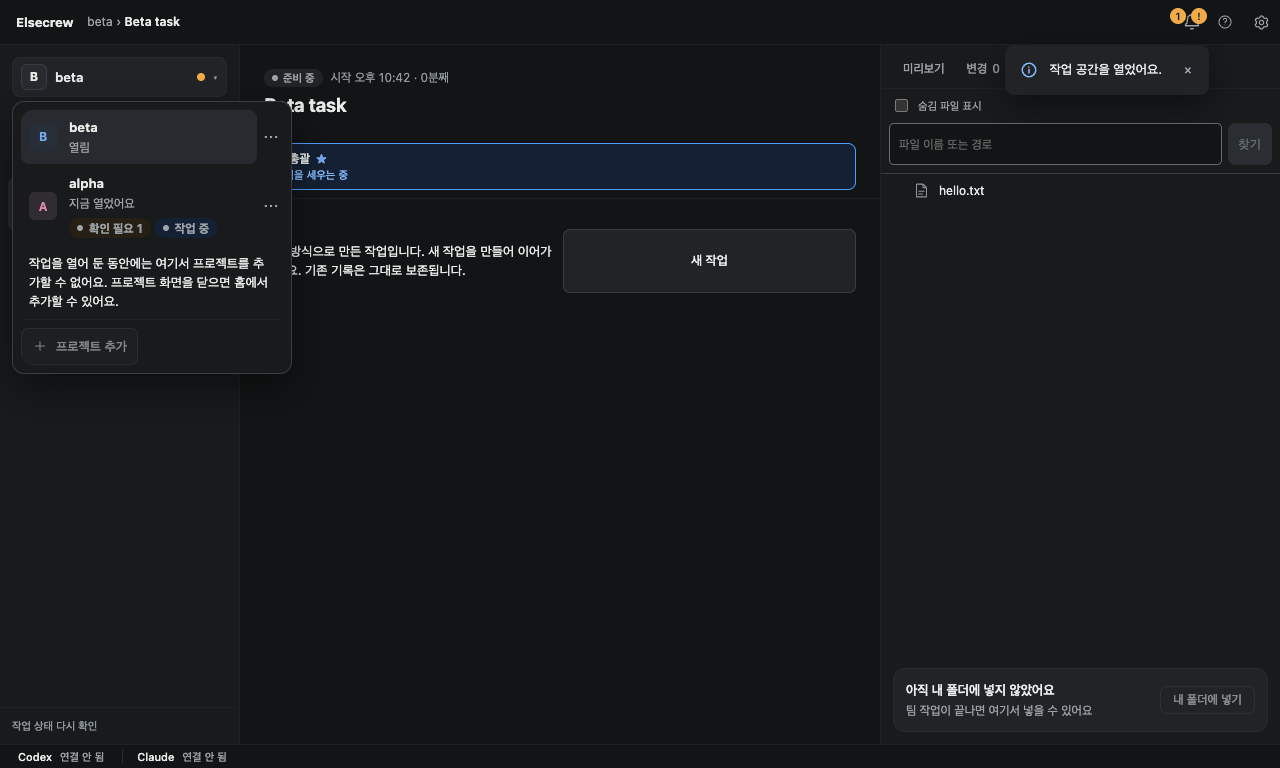 Elsecrew beta › Beta task
1 !
B beta
준비 중 시작 오후 10:42 · 0분째
미리보기 변경 0
작업 공간을 열었어요. ×
ta task
숨김 파일 표시
B beta
열림
파일 이름 또는 경로 찾기
총괄 ★
을 세우는 중
A alpha
지금 열었어요
확인 필요 1 작업 중
hello.txt
방식으로 만든 작업입니다. 새 작업을 만들어 이어가
요. 기존 기록은 그대로 보존됩니다.
새 작업
작업을 열어 둔 동안에는 여기서 프로젝트를 추
가할 수 없어요. 프로젝트 화면을 닫으면 홈에서
추가할 수 있어요.
+ 프로젝트 추가
아직 내 폴더에 넣지 않았어요
팀 작업이 끝나면 여기서 넣을 수 있어요
내 폴더에 넣기
작업 상태 다시 확인
Codex 연결 안 됨 Claude 연결 안 됨